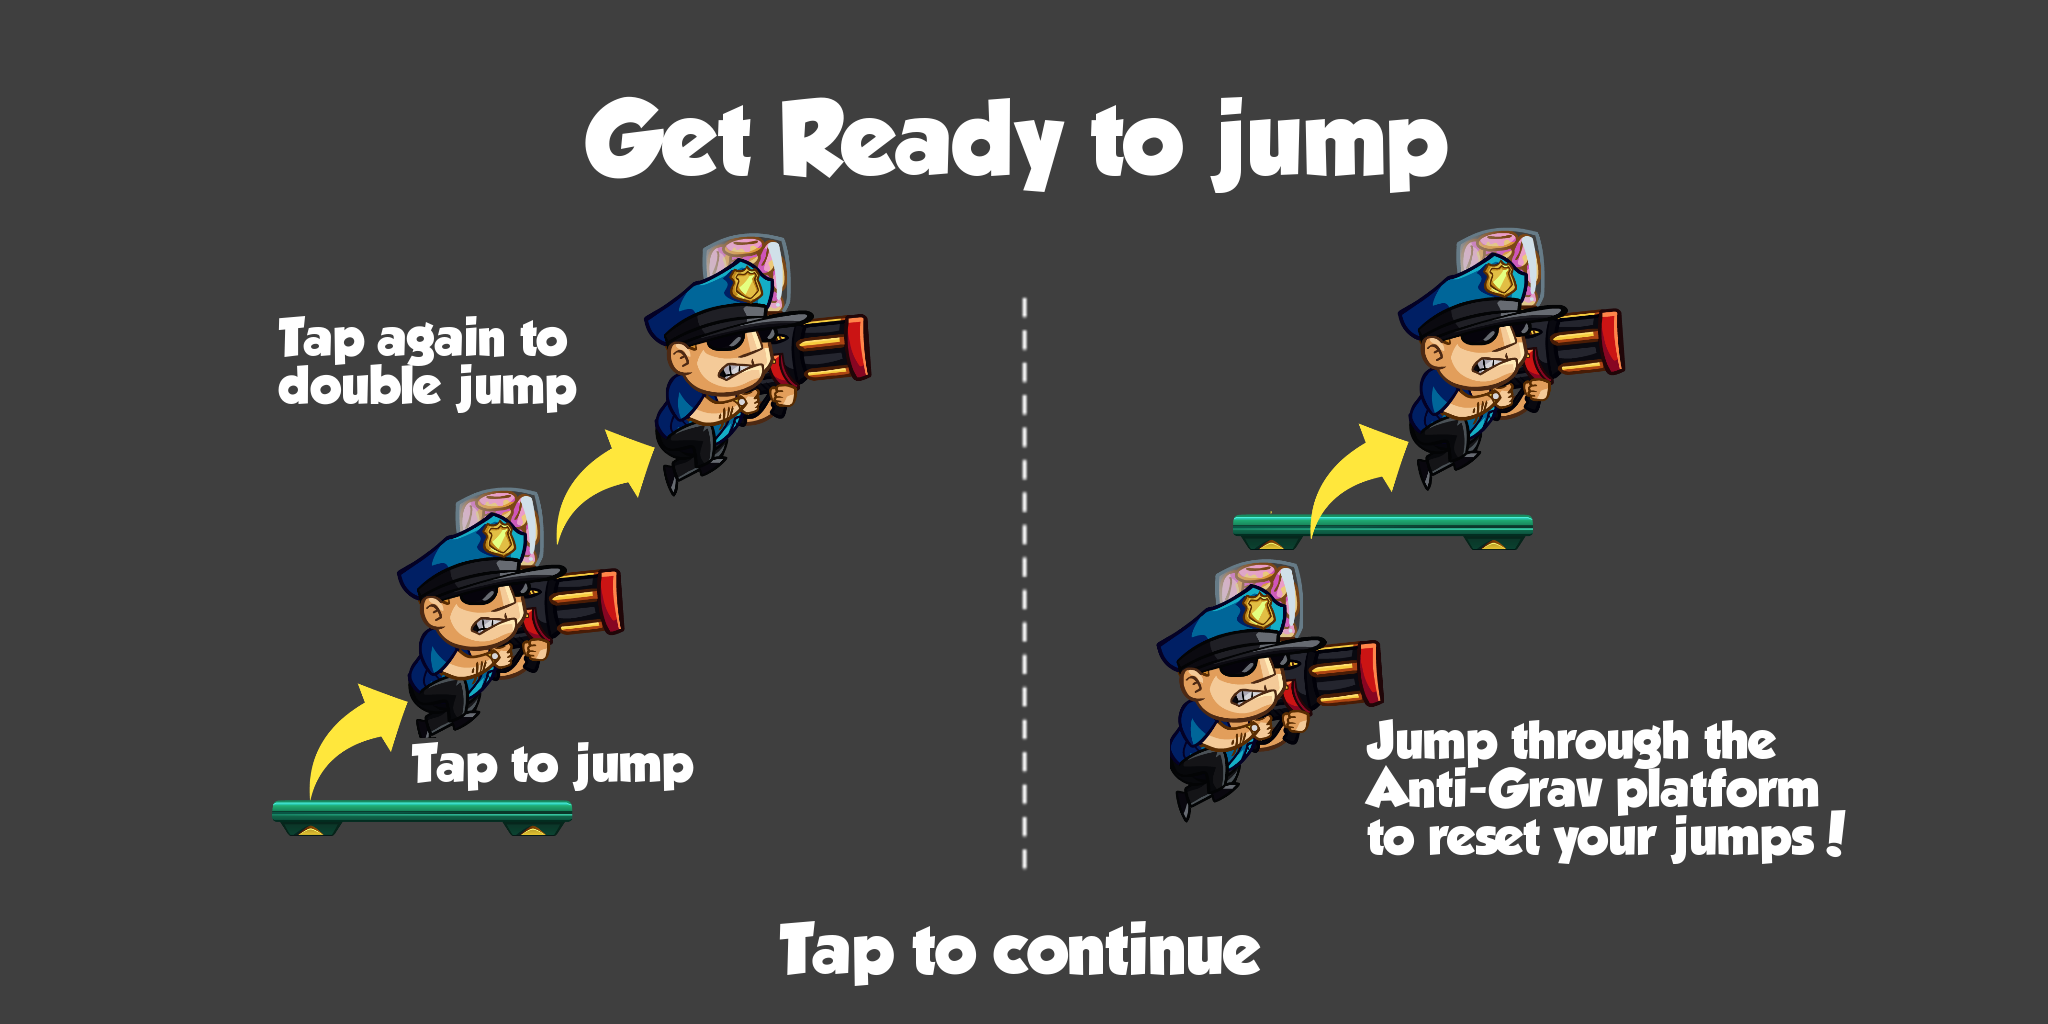 Get Ready to jump
Tap again to
double jump
Tap to jump
Jump through the
Anti-Grav platform
to reset your jumps!
Tap to continue